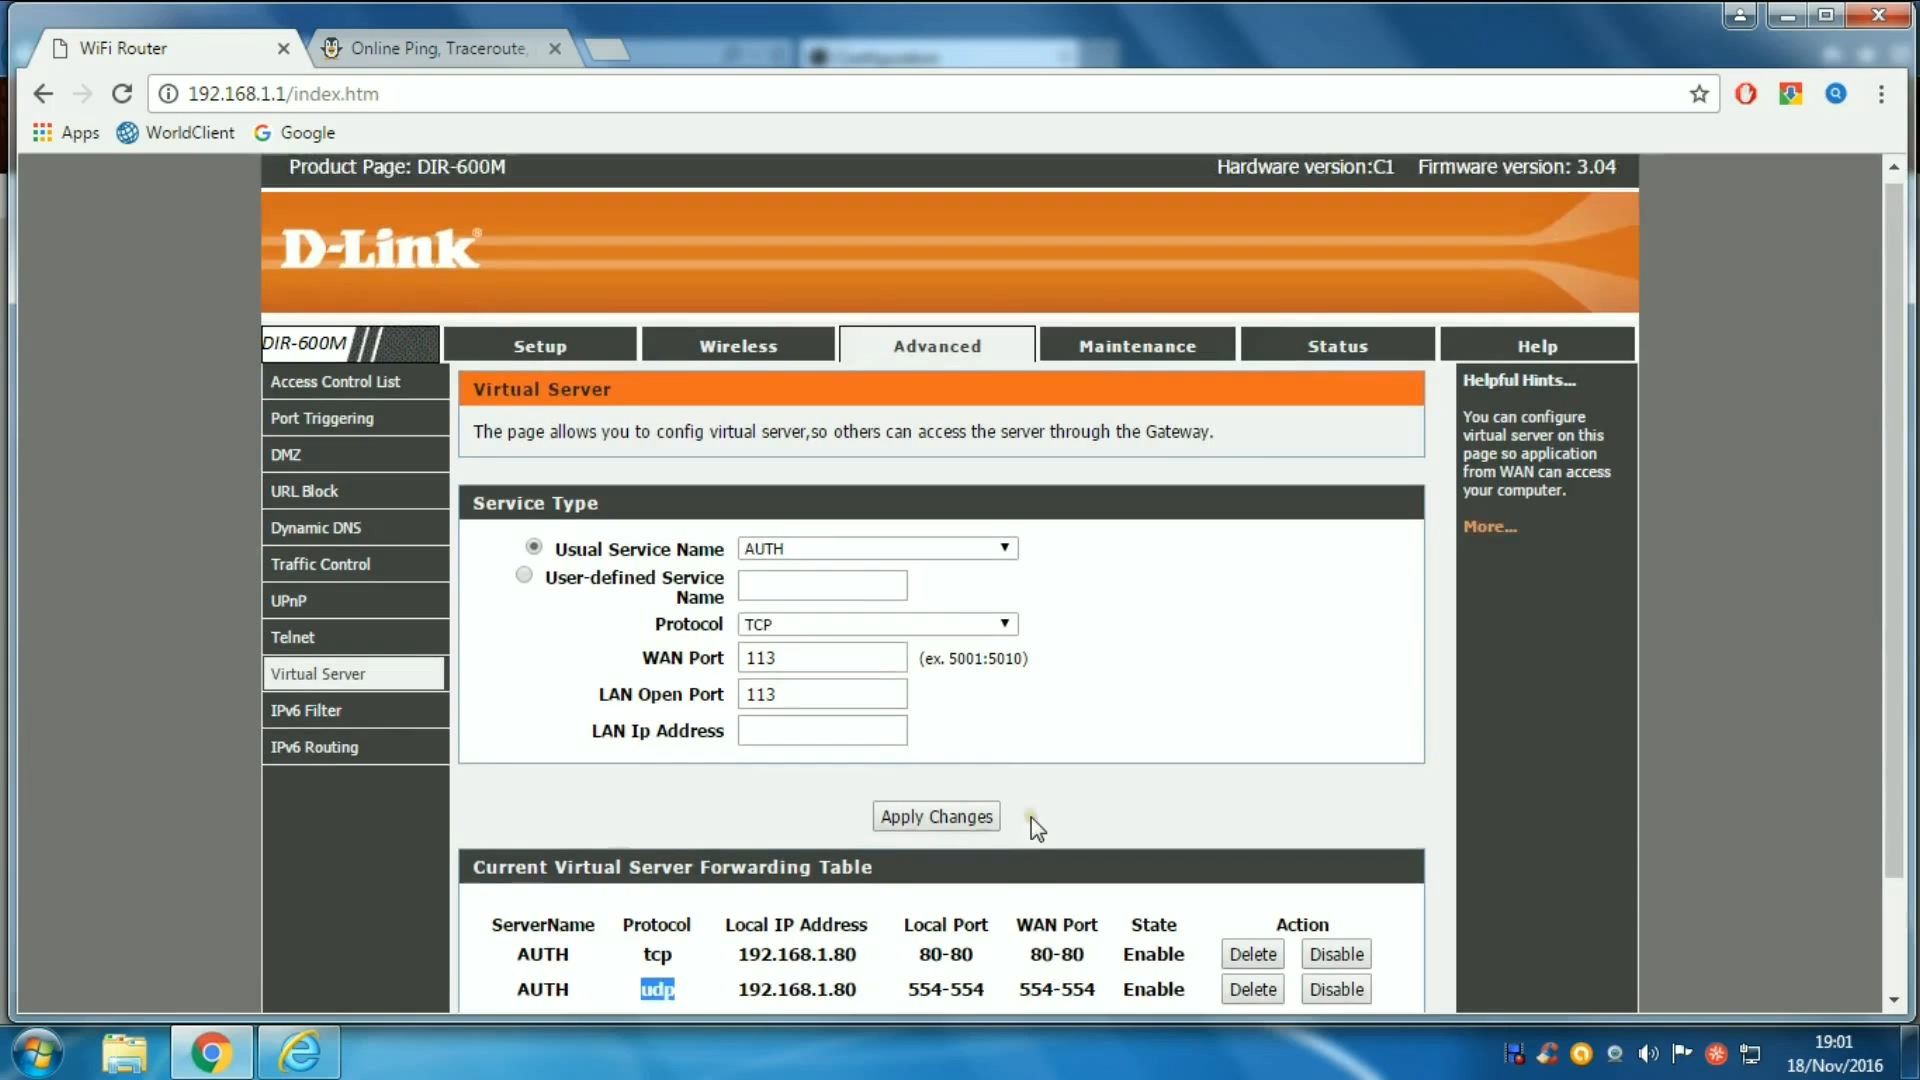 WiFi Router
Online Ping, Traceroute,
192.168.1.1/index.htm
Apps
WorldClient
Google
Product Page: DIR-600M
Hardware version:C1
Firmware version: 3.04
D-Link®
DIR-600M
Setup
Wireless
Advanced
Maintenance
Status
Help
Access Control List
Port Triggering
DMZ
URL Block
Dynamic DNS
Traffic Control
UPnP
Telnet
Virtual Server
IPv6 Filter
IPv6 Routing
Virtual Server
The page allows you to config virtual server,so others can access the server through the Gateway.
Service Type
Usual Service Name AUTH
User-defined Service
Name
Protocol TCP
WAN Port 113 (ex. 5001:5010)
LAN Open Port 113
LAN Ip Address
Apply Changes
Current Virtual Server Forwarding Table
ServerName Protocol Local IP Address Local Port WAN Port State Action
AUTH tcp 192.168.1.80 80-80 80-80 Enable Delete Disable
AUTH udp 192.168.1.80 554-554 554-554 Enable Delete Disable
Helpful Hints...
You can configure
virtual server on this
page so application
from WAN can access
your computer.
More...
19:01
18/Nov/2016